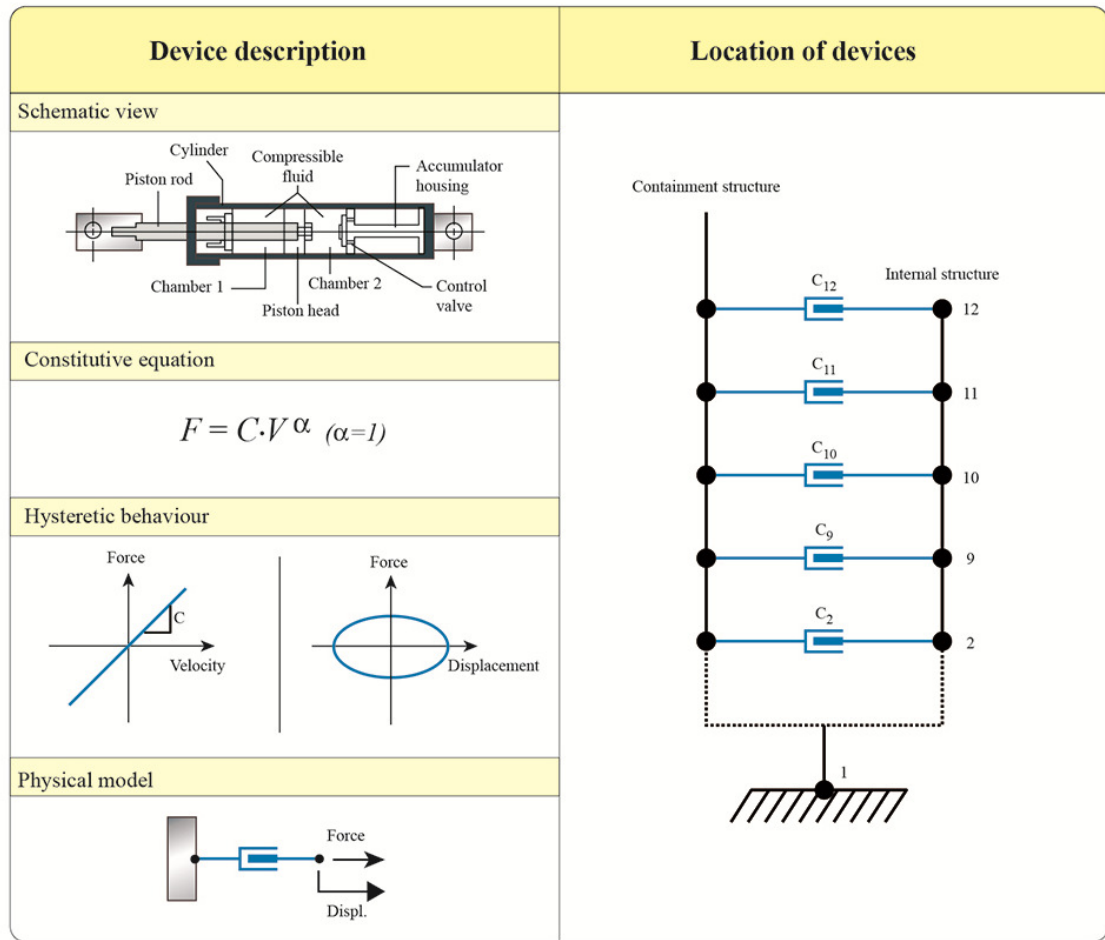 Device description
Location of devices
Schematic view
Cylinder
Compressible
fluid
Accumulator
housing
Piston rod
Chamber 1
Piston head
Chamber 2
Control
valve
Constitutive equation
F = C·V α (α=1)
Hysteretic behaviour
Force
C
Velocity
Force
Displacement
Physical model
Force
Displ.
Containment structure
Internal structure
C12
12
C11
11
C10
10
C9
9
C2
2
1